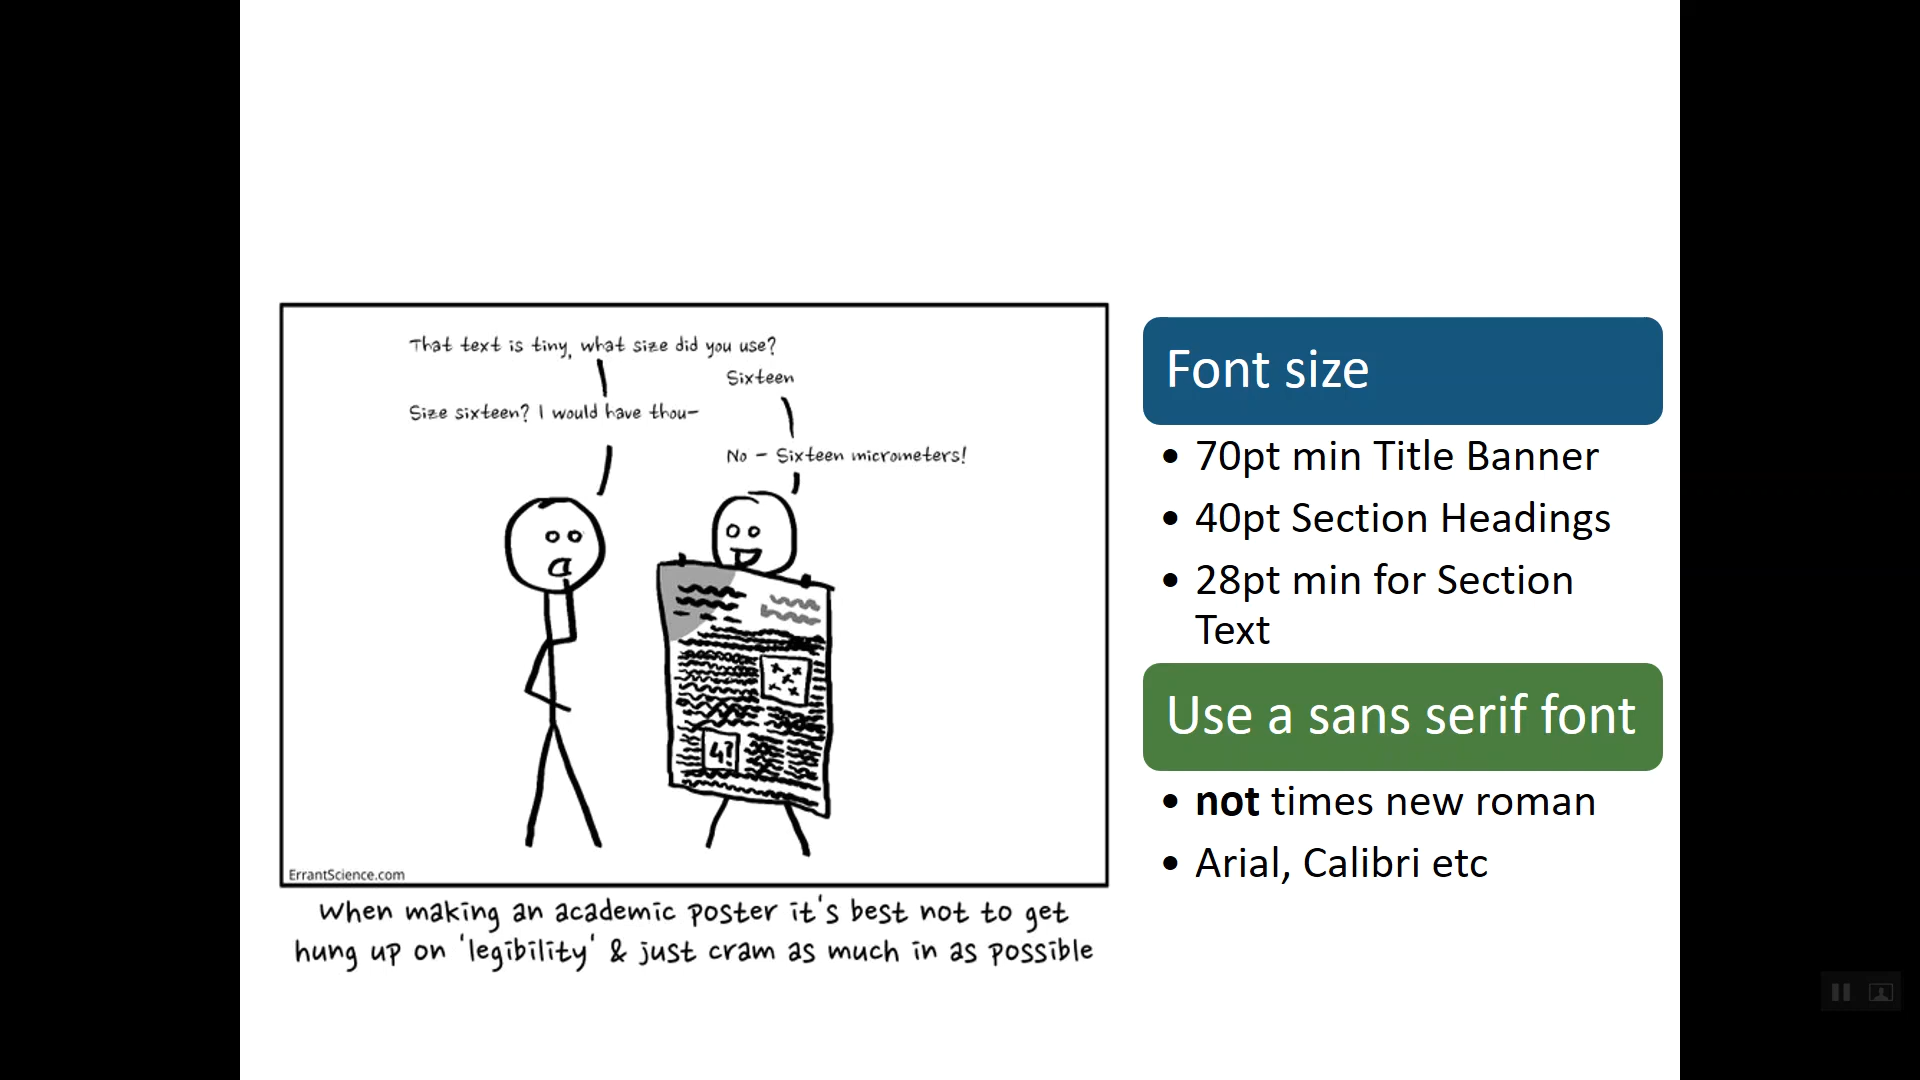 That text is tiny, what size did you use?
Sixteen
Size sixteen? I would have thou-
No - Sixteen micrometers!
4?
ErrantScience.com
When making an academic poster it's best not to get
hung up on 'legibility' & just cram as much in as possible
Font size
• 70pt min Title Banner
• 40pt Section Headings
• 28pt min for Section
Text
Use a sans serif font
• not times new roman
• Arial, Calibri etc